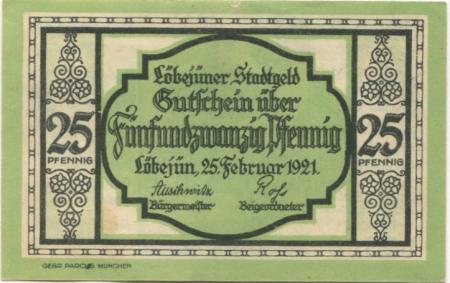 Löbejüner Stadtgeld
Gutschein über
Fünfundzwanzig Pfennig
Löbejün, 25. Februar 1921.
Bürgermeister Beigeordneter
25
PFENNIG
25
PFENNIG
GEBR PARCUS MÜNCHEN